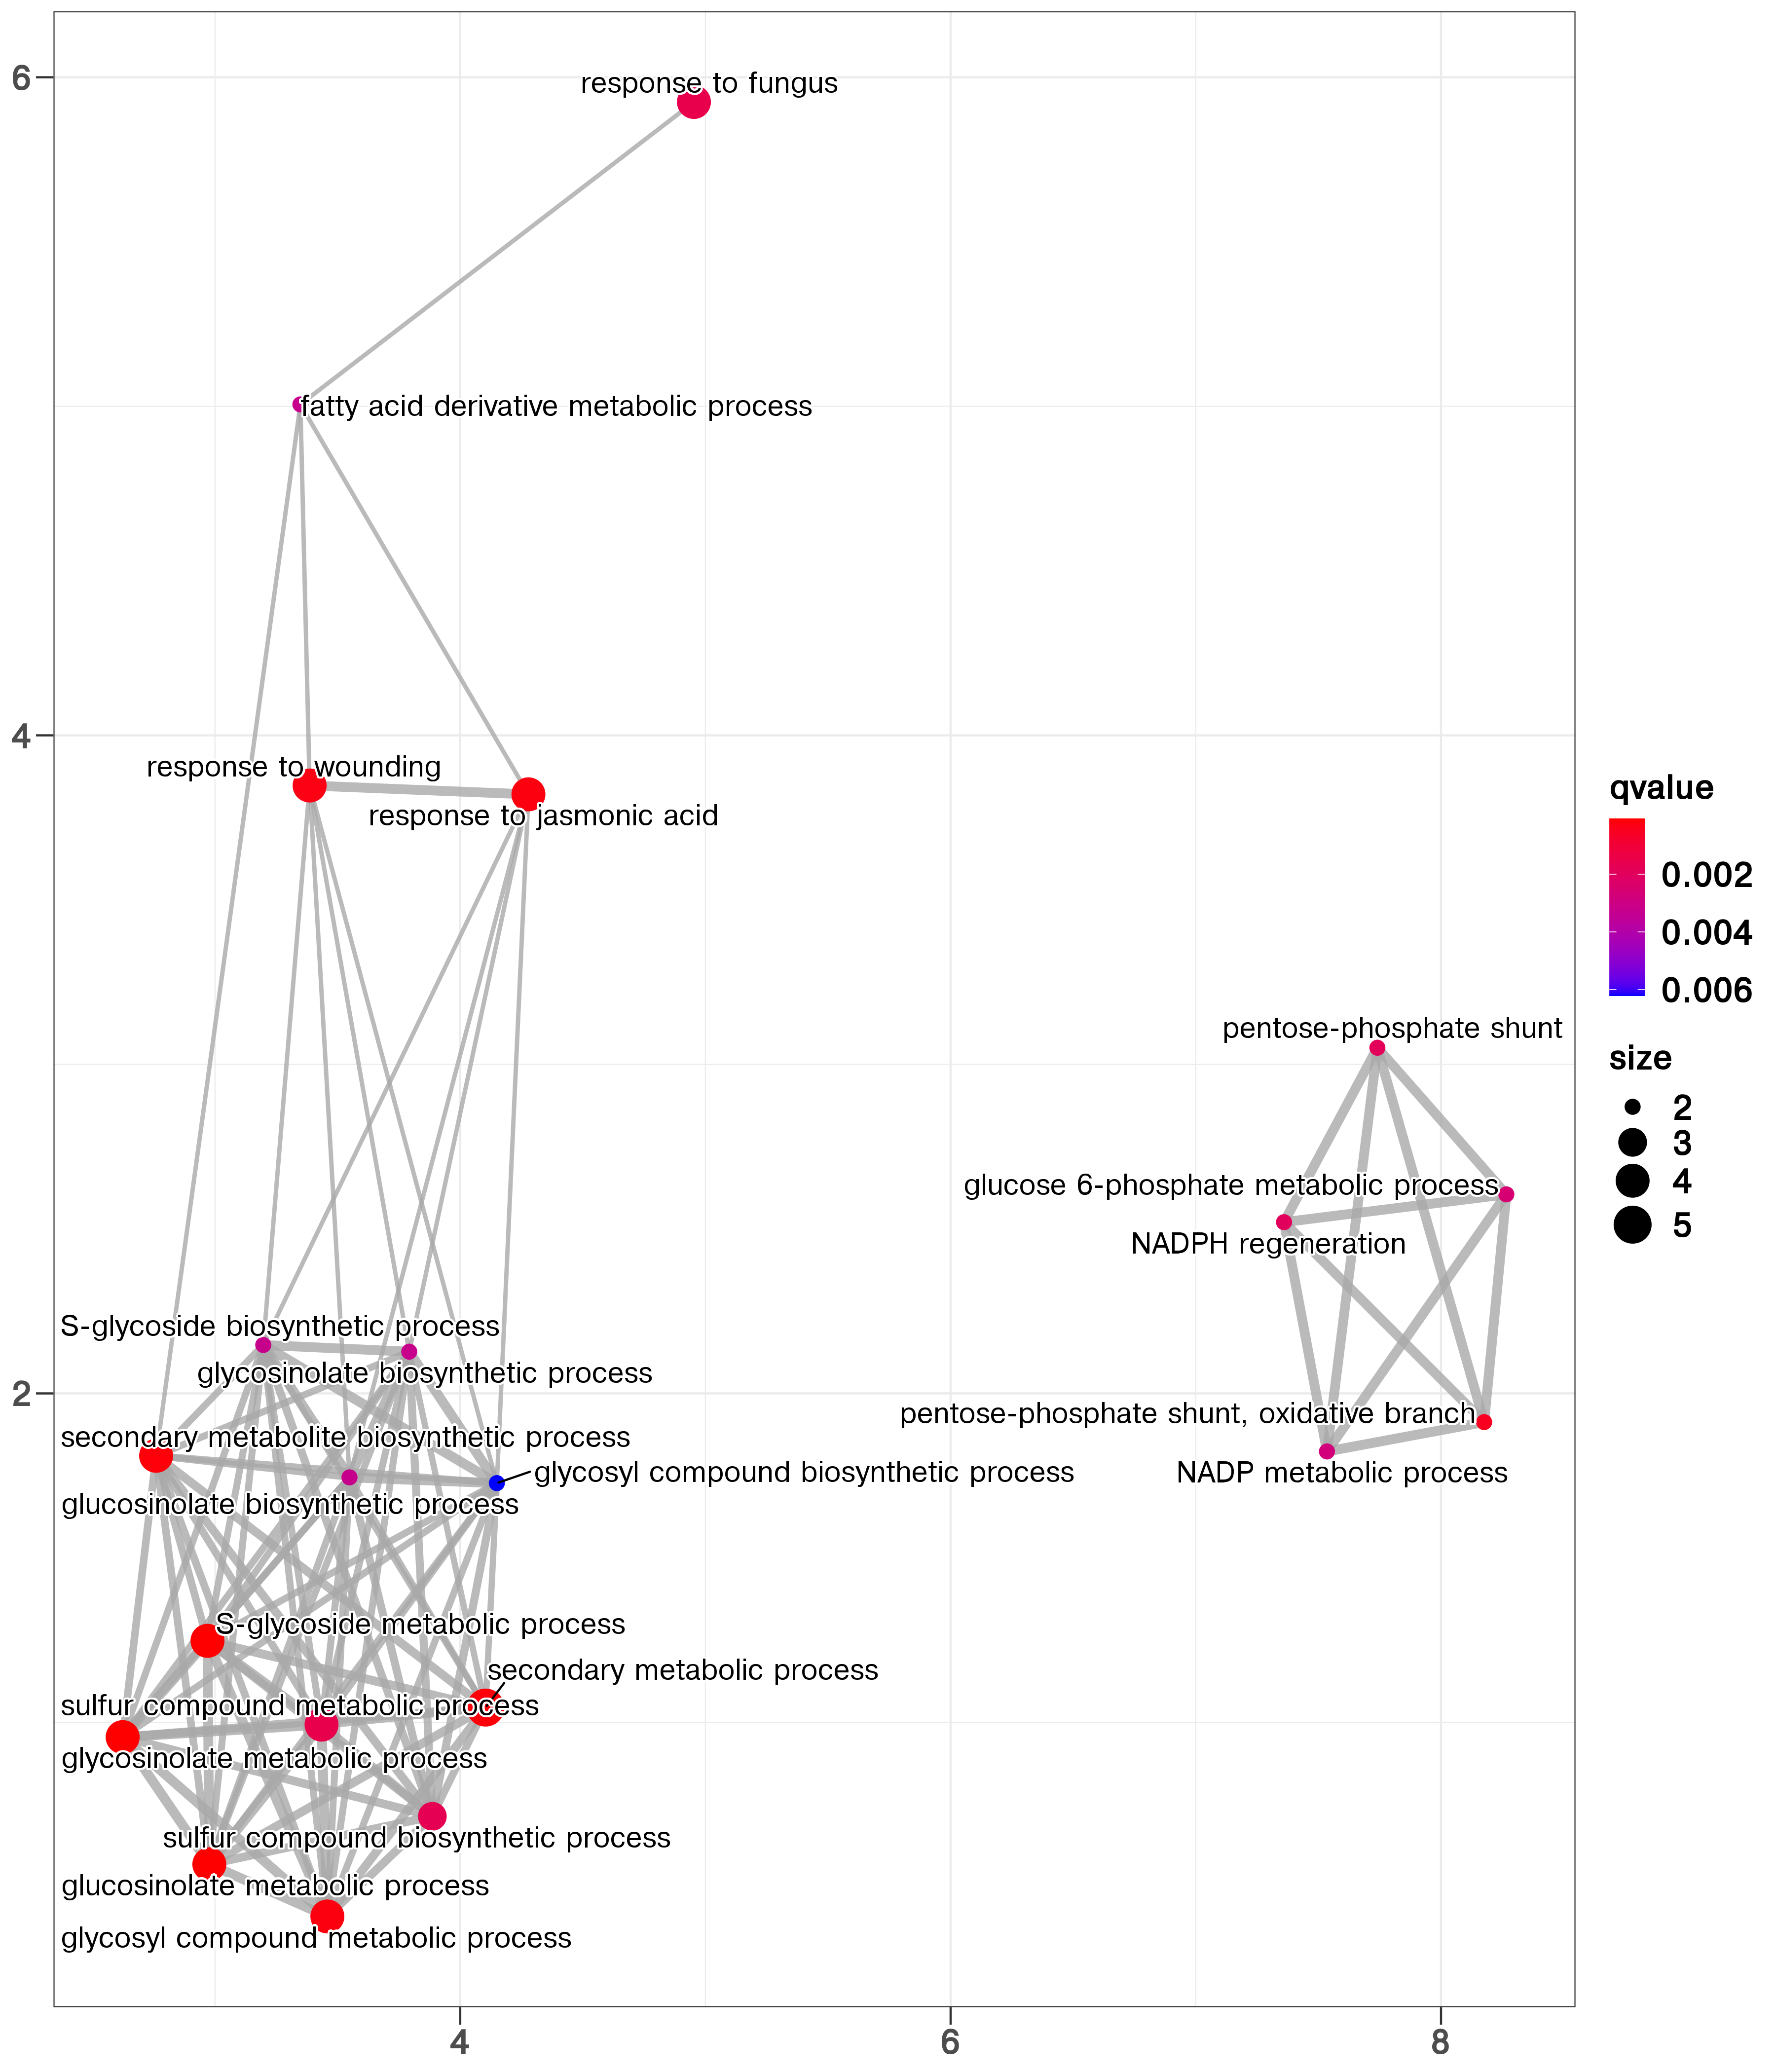 6
response to fungus
fatty acid derivative metabolic process
4
response to wounding
response to jasmonic acid
qvalue
0.002
0.004
0.006
pentose-phosphate shunt
size
2
3
4
5
glucose 6-phosphate metabolic process
NADPH regeneration
S-glycoside biosynthetic process
glycosinolate biosynthetic process
2
pentose-phosphate shunt, oxidative branch
secondary metabolite biosynthetic process
glycosyl compound biosynthetic process
NADP metabolic process
glucosinolate biosynthetic process
S-glycoside metabolic process
secondary metabolic process
sulfur compound metabolic process
glycosinolate metabolic process
sulfur compound biosynthetic process
glucosinolate metabolic process
glycosyl compound metabolic process
4
6
8